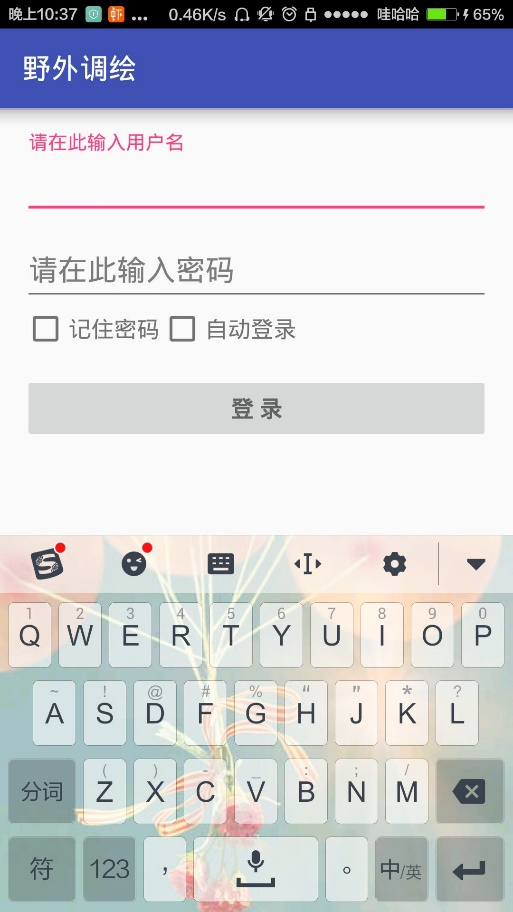 晚上10:37 ... 0.46K/s 哇哈哈 65%
野外调绘
请在此输入用户名
请在此输入密码
记住密码 自动登录
登 录
1 2 3 4 5 6 7 8 9 0
Q W E R T Y U I O P
~ ! @ # % “ " * ?
A S D F G H J K L
( ) - _ : ; /
分词 Z X C V B N M
符 123 , 。 中/英